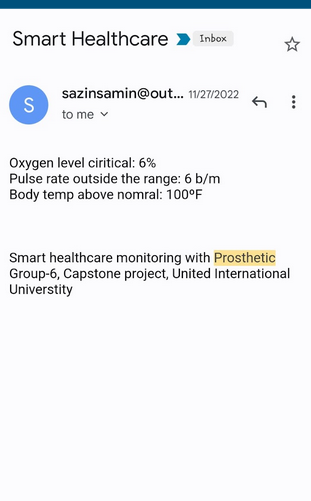 Smart Healthcare Inbox
S
sazinsamin@out... 11/27/2022
to me
Oxygen level ciritical: 6%
Pulse rate outside the range: 6 b/m
Body temp above nomral: 100ºF
Smart healthcare monitoring with Prosthetic
Group-6, Capstone project, United International
Universtity